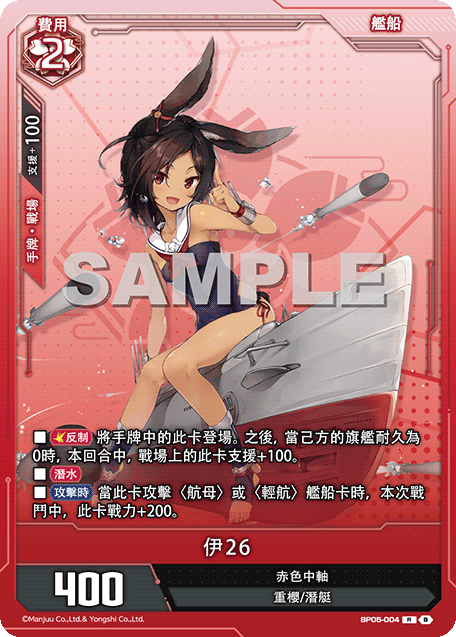 費用
2
艦船
支援+100
手牌・戰場
SAMPLE
■反制 將手牌中的此卡登場。之後,當己方的旗艦耐久為
0時,本回合中,戰場上的此卡支援+100。
■潛水
■攻擊時 當此卡攻擊〈航母〉或〈輕航〉艦船卡時,本次戰
鬥中,此卡戰力+200。
伊26
400
赤色中軸
重櫻/潛艇
©Manjuu Co.,Ltd.& Yongshi Co.,Ltd.
BP05-004 R B